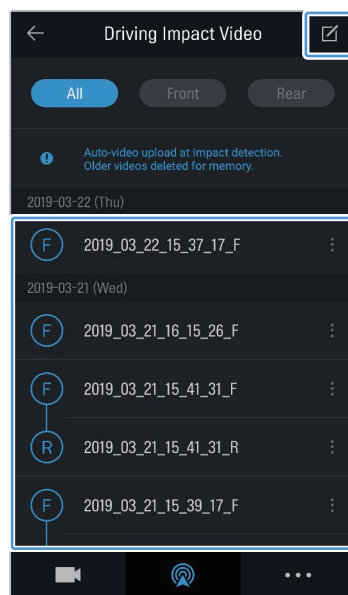 Driving Impact Video
All
Front
Rear
Auto-video upload at impact detection.
Older videos deleted for memory.
2019-03-22 (Thu)
F
2019_03_22_15_37_17_F
2019-03-21 (Wed)
F
2019_03_21_16_15_26_F
F
2019_03_21_15_41_31_F
R
2019_03_21_15_41_31_R
F
2019_03_21_15_39_17_F